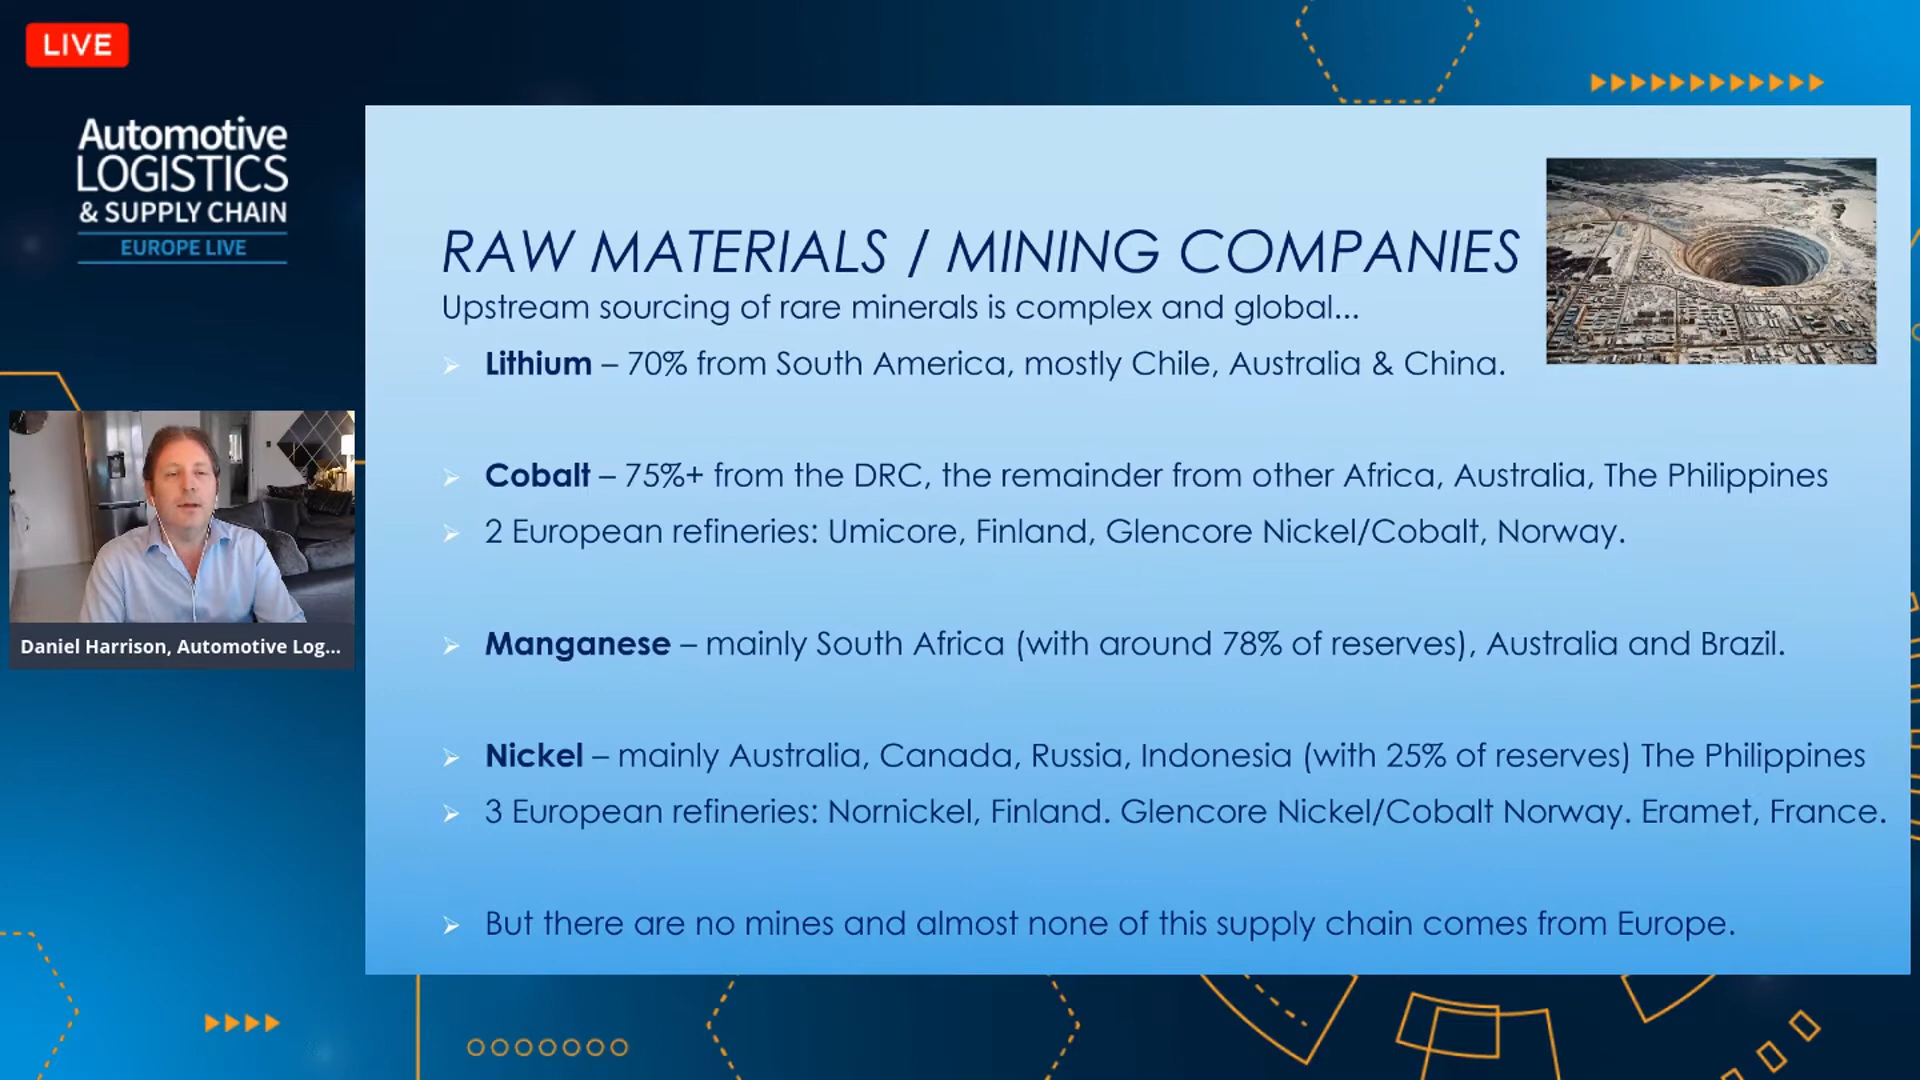 LIVE
Automotive
LOGISTICS
& SUPPLY CHAIN
EUROPE LIVE
RAW MATERIALS / MINING COMPANIES
Upstream sourcing of rare minerals is complex and global...
Lithium – 70% from South America, mostly Chile, Australia & China.
Cobalt – 75%+ from the DRC, the remainder from other Africa, Australia, The Philippines
2 European refineries: Umicore, Finland, Glencore Nickel/Cobalt, Norway.
Manganese – mainly South Africa (with around 78% of reserves), Australia and Brazil.
Nickel – mainly Australia, Canada, Russia, Indonesia (with 25% of reserves) The Philippines
3 European refineries: Nornickel, Finland. Glencore Nickel/Cobalt Norway. Eramet, France.
But there are no mines and almost none of this supply chain comes from Europe.
Daniel Harrison, Automotive Log...